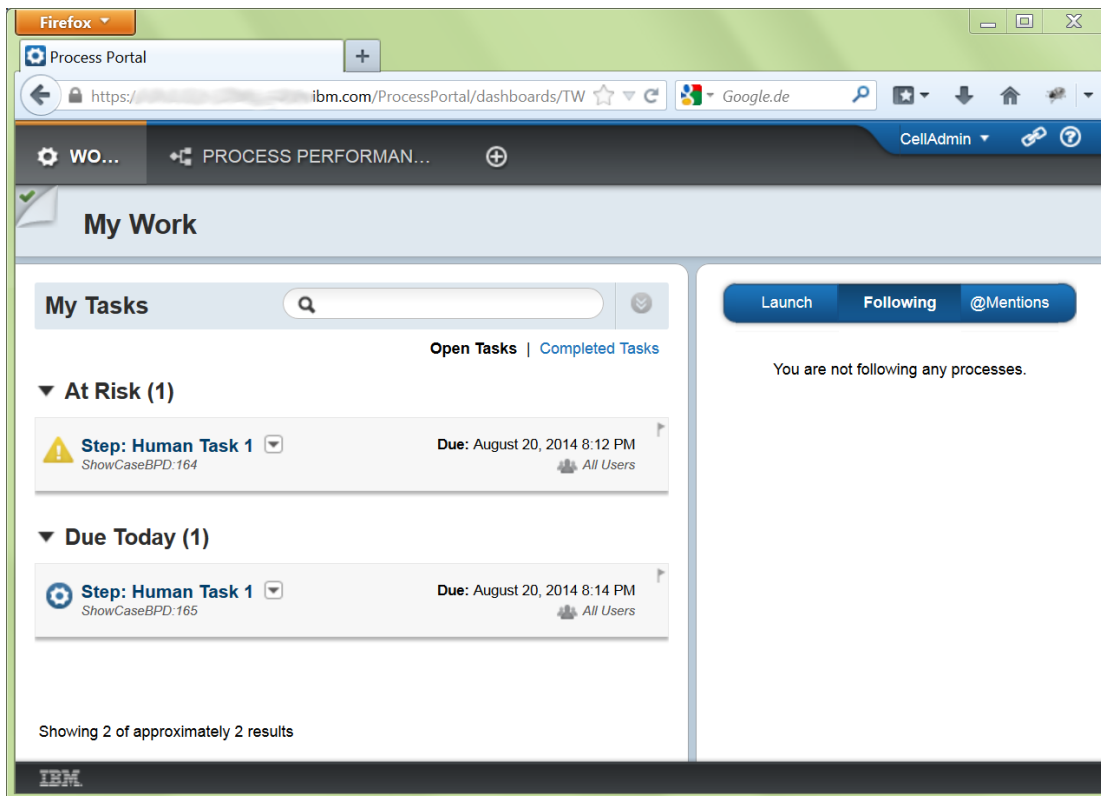 Firefox
Process Portal
https:/ ibm.com/ProcessPortal/dashboards/TW
Google.de
WO...
PROCESS PERFORMAN...
CellAdmin
My Work
My Tasks
Launch Following @Mentions
Open Tasks | Completed Tasks
You are not following any processes.
At Risk (1)
Step: Human Task 1
Due: August 20, 2014 8:12 PM
ShowCaseBPD:164
All Users
Due Today (1)
Step: Human Task 1
Due: August 20, 2014 8:14 PM
ShowCaseBPD:165
All Users
Showing 2 of approximately 2 results
IBM.